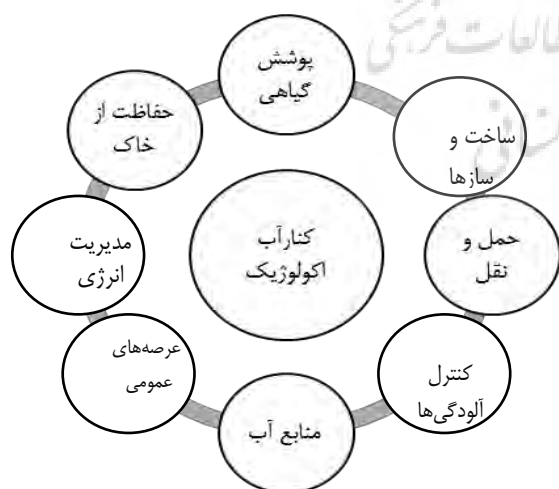 پوشش
گیاهی
ساخت و
سازها
حمل و
نقل
کنترل
آلودگی‌ها
منابع آب
عرصه‌های
عمومی
مدیریت
انرژی
حفاظت از
خاک
کنارآب
اکولوژیک